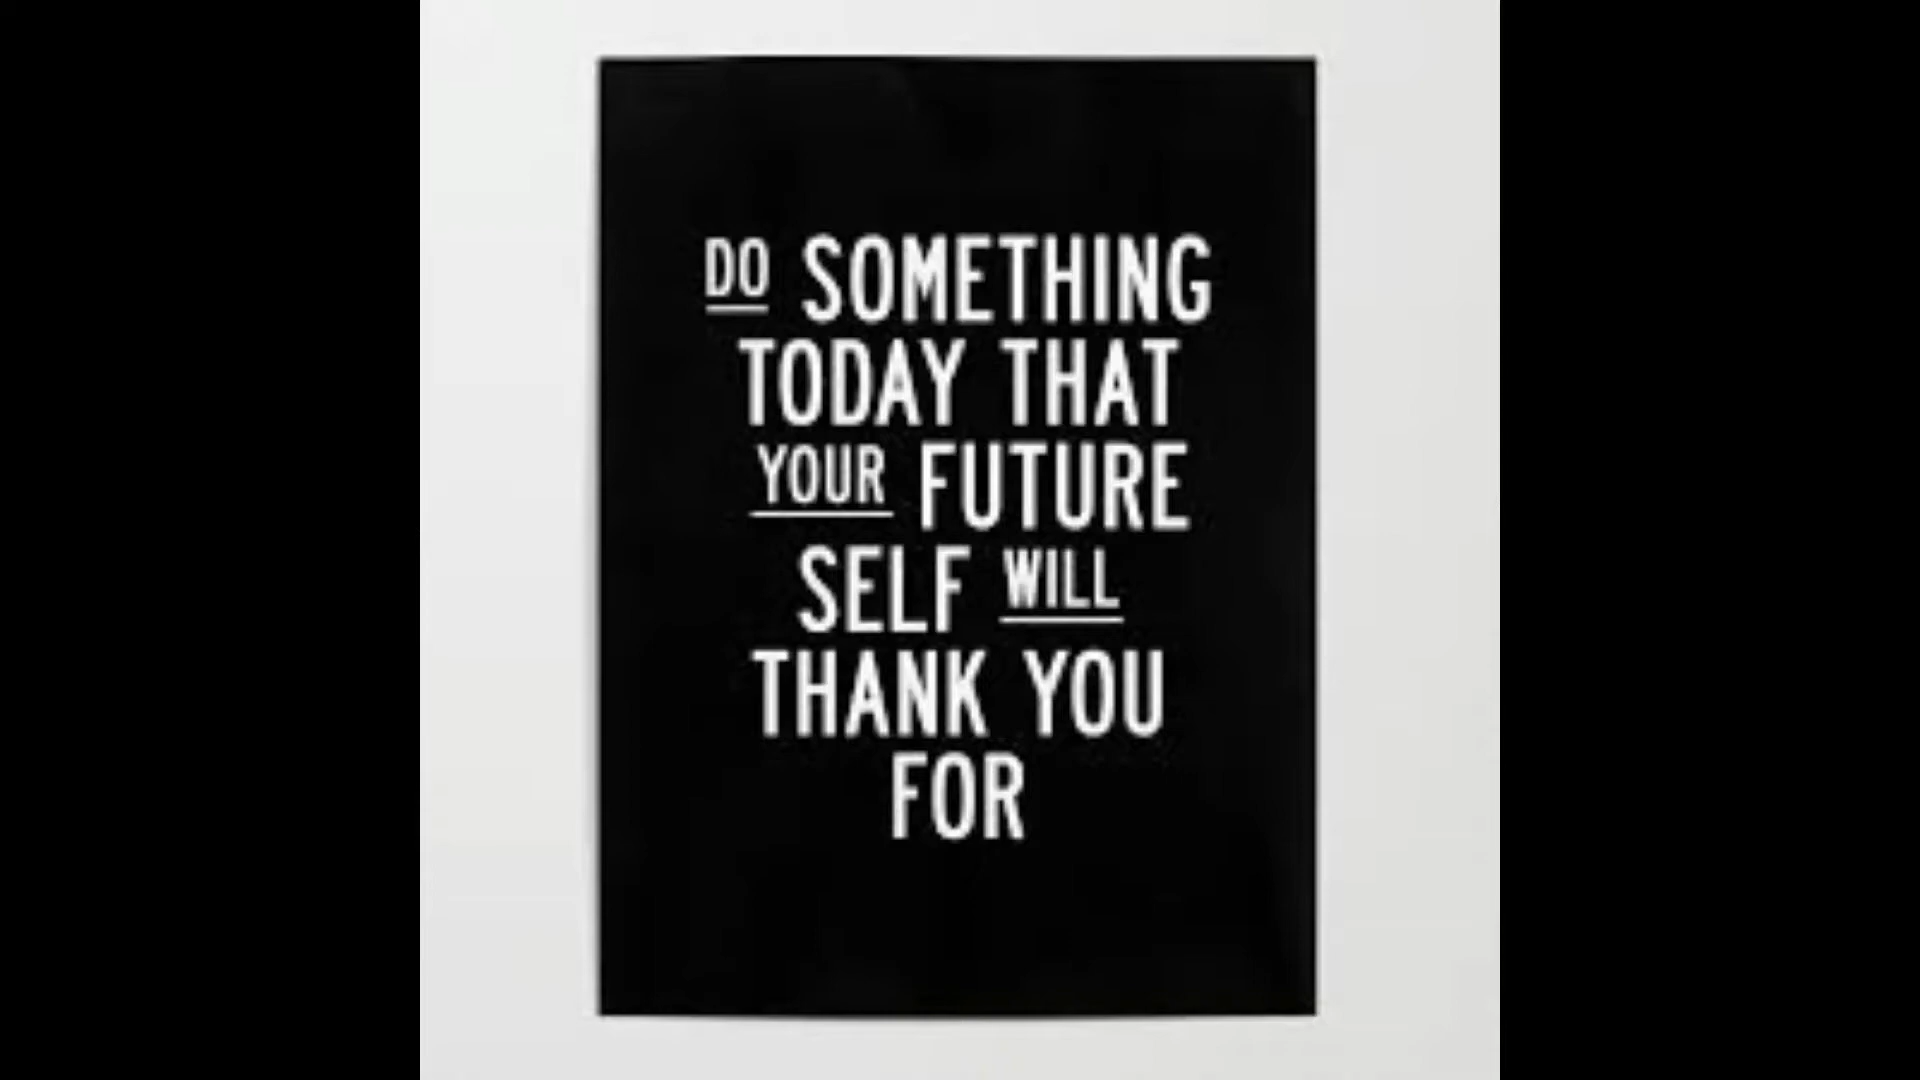 DO SOMETHING
TODAY THAT
YOUR FUTURE
SELF WILL
THANK YOU
FOR